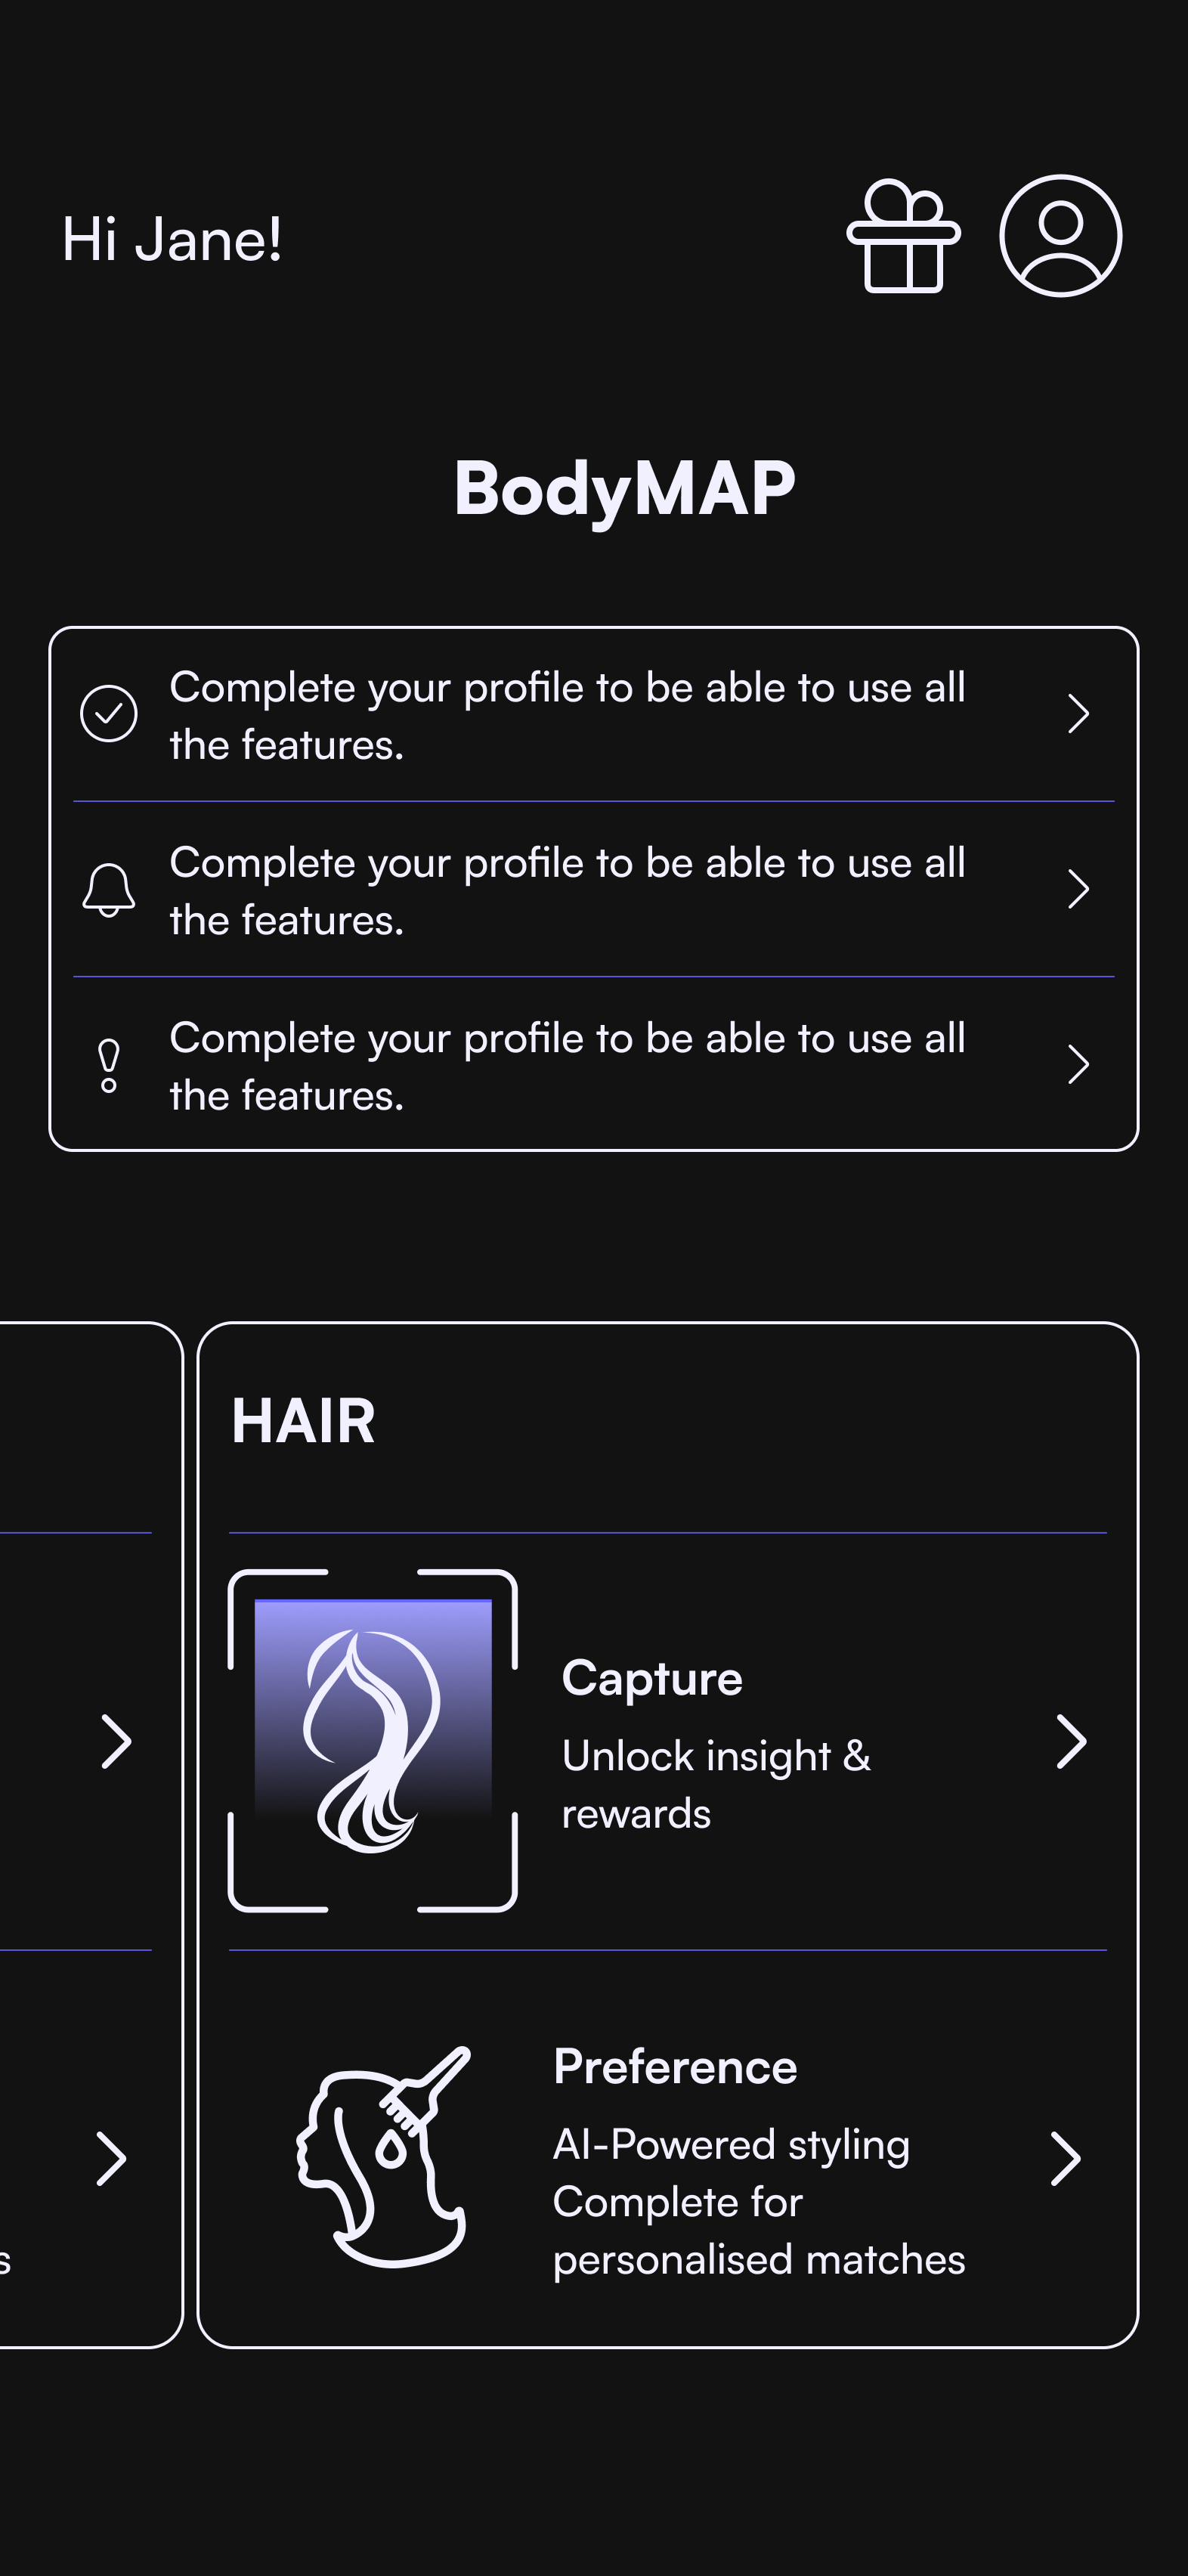 Hi Jane!
BodyMAP
Complete your profile to be able to use all
the features.
Complete your profile to be able to use all
the features.
Complete your profile to be able to use all
the features.
HAIR
Capture
Unlock insight &
rewards
Preference
AI-Powered styling
Complete for
personalised matches
s